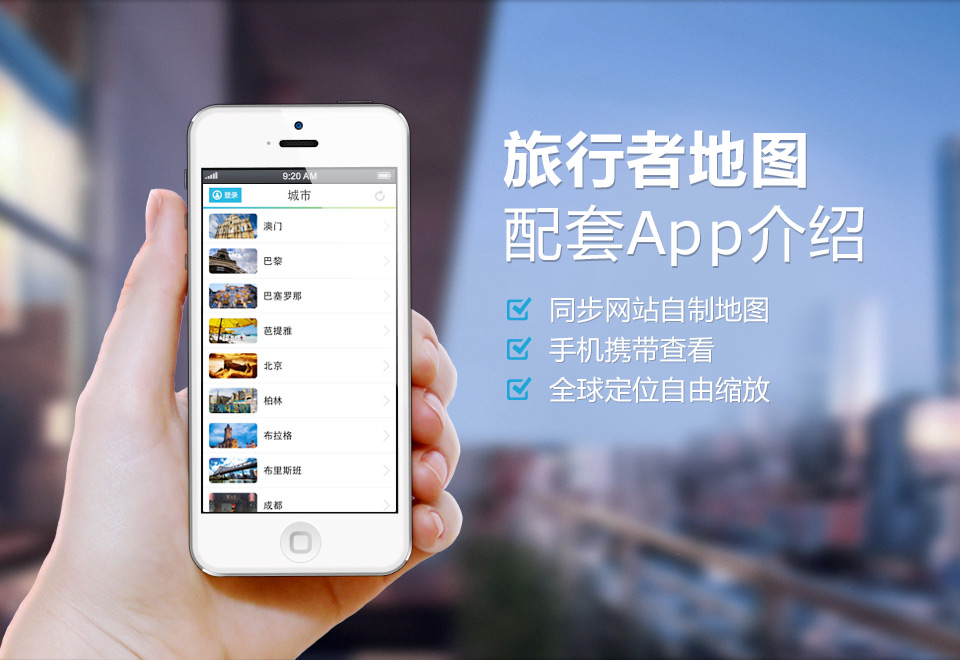 旅行者地图
配套App介绍
同步网站自制地图
手机携带查看
全球定位自由缩放
9:20 AM
登录
城市
澳门
巴黎
巴塞罗那
芭提雅
北京
柏林
布拉格
布里斯班
成都